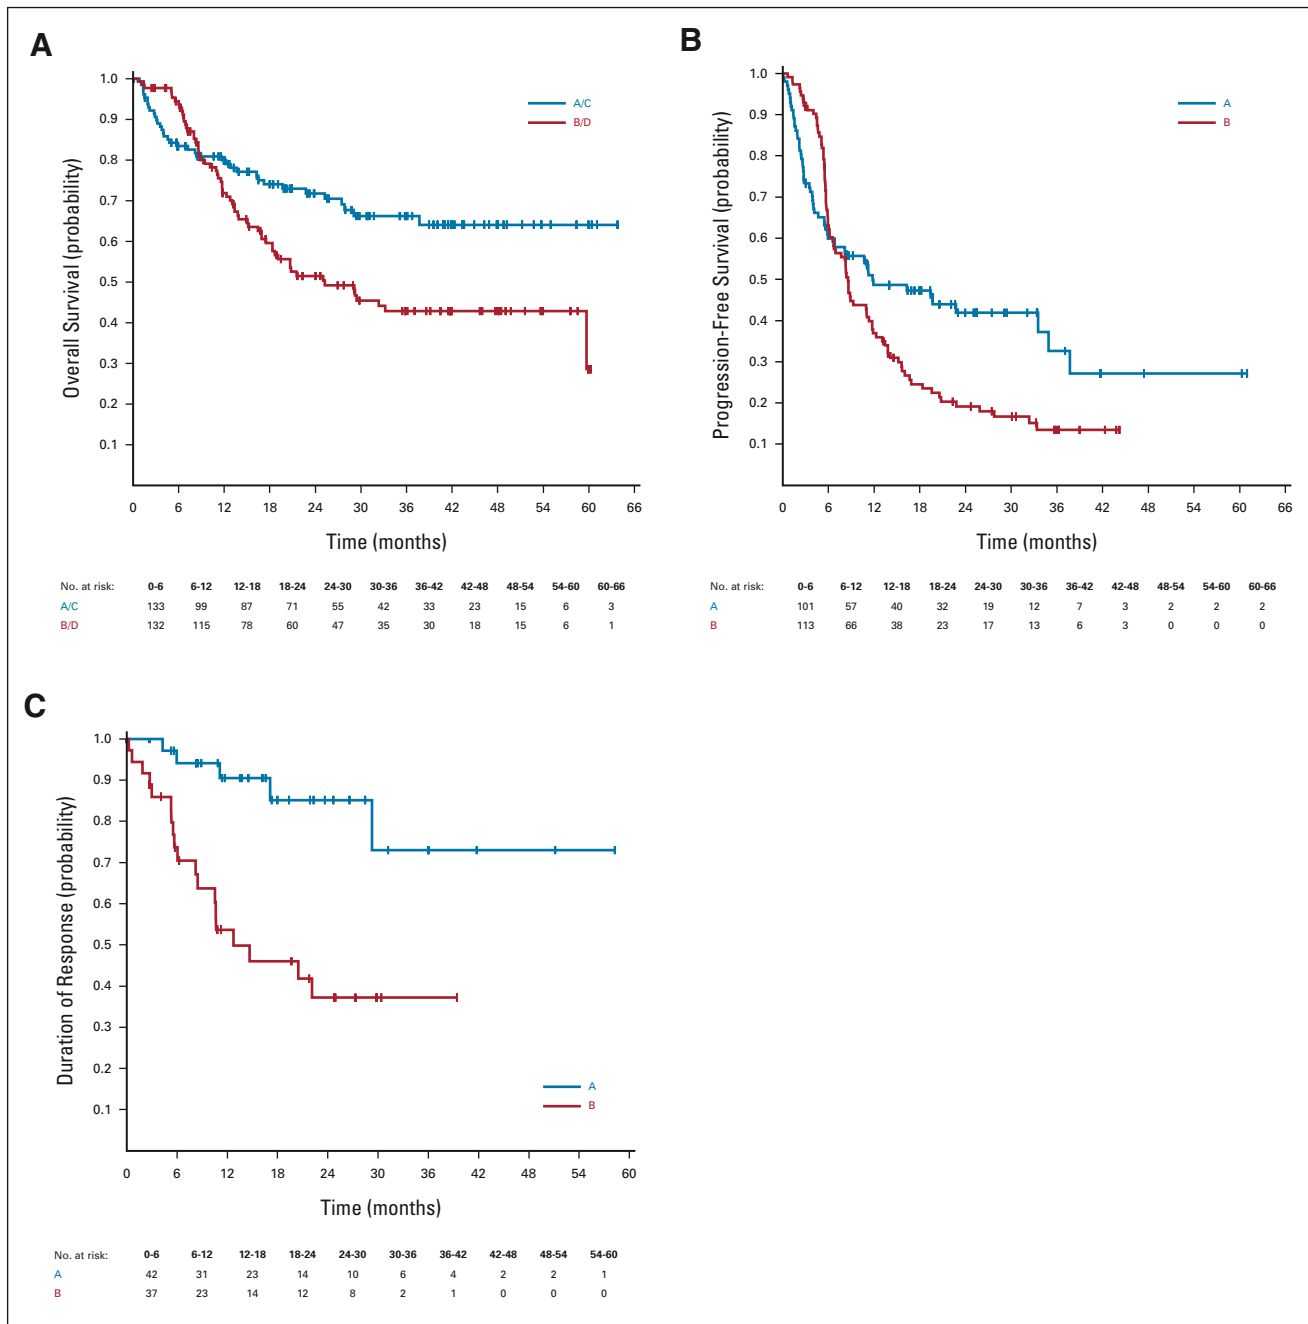 A
Overall Survival (probability)
1.0
0.9
0.8
0.7
0.6
0.5
0.4
0.3
0.2
0.1
A/C
B/D
0 6 12 18 24 30 36 42 48 54 60 66
Time (months)
No. at risk: 0-6 6-12 12-18 18-24 24-30 30-36 36-42 42-48 48-54 54-60 60-66
A/C 133 99 87 71 55 42 33 23 15 6 3
B/D 132 115 78 60 47 35 30 18 15 6 1
B
Progression-Free Survival (probability)
1.0
0.9
0.8
0.7
0.6
0.5
0.4
0.3
0.2
0.1
A
B
0 6 12 18 24 30 36 42 48 54 60 66
Time (months)
No. at risk: 0-6 6-12 12-18 18-24 24-30 30-36 36-42 42-48 48-54 54-60 60-66
A 101 57 40 32 19 12 7 3 2 2 2
B 113 66 38 23 17 13 6 3 0 0 0
C
Duration of Response (probability)
1.0
0.9
0.8
0.7
0.6
0.5
0.4
0.3
0.2
0.1
A
B
0 6 12 18 24 30 36 42 48 54 60
Time (months)
No. at risk: 0-6 6-12 12-18 18-24 24-30 30-36 36-42 42-48 48-54 54-60
A 42 31 23 14 10 6 4 2 2 1
B 37 23 14 12 8 2 1 0 0 0